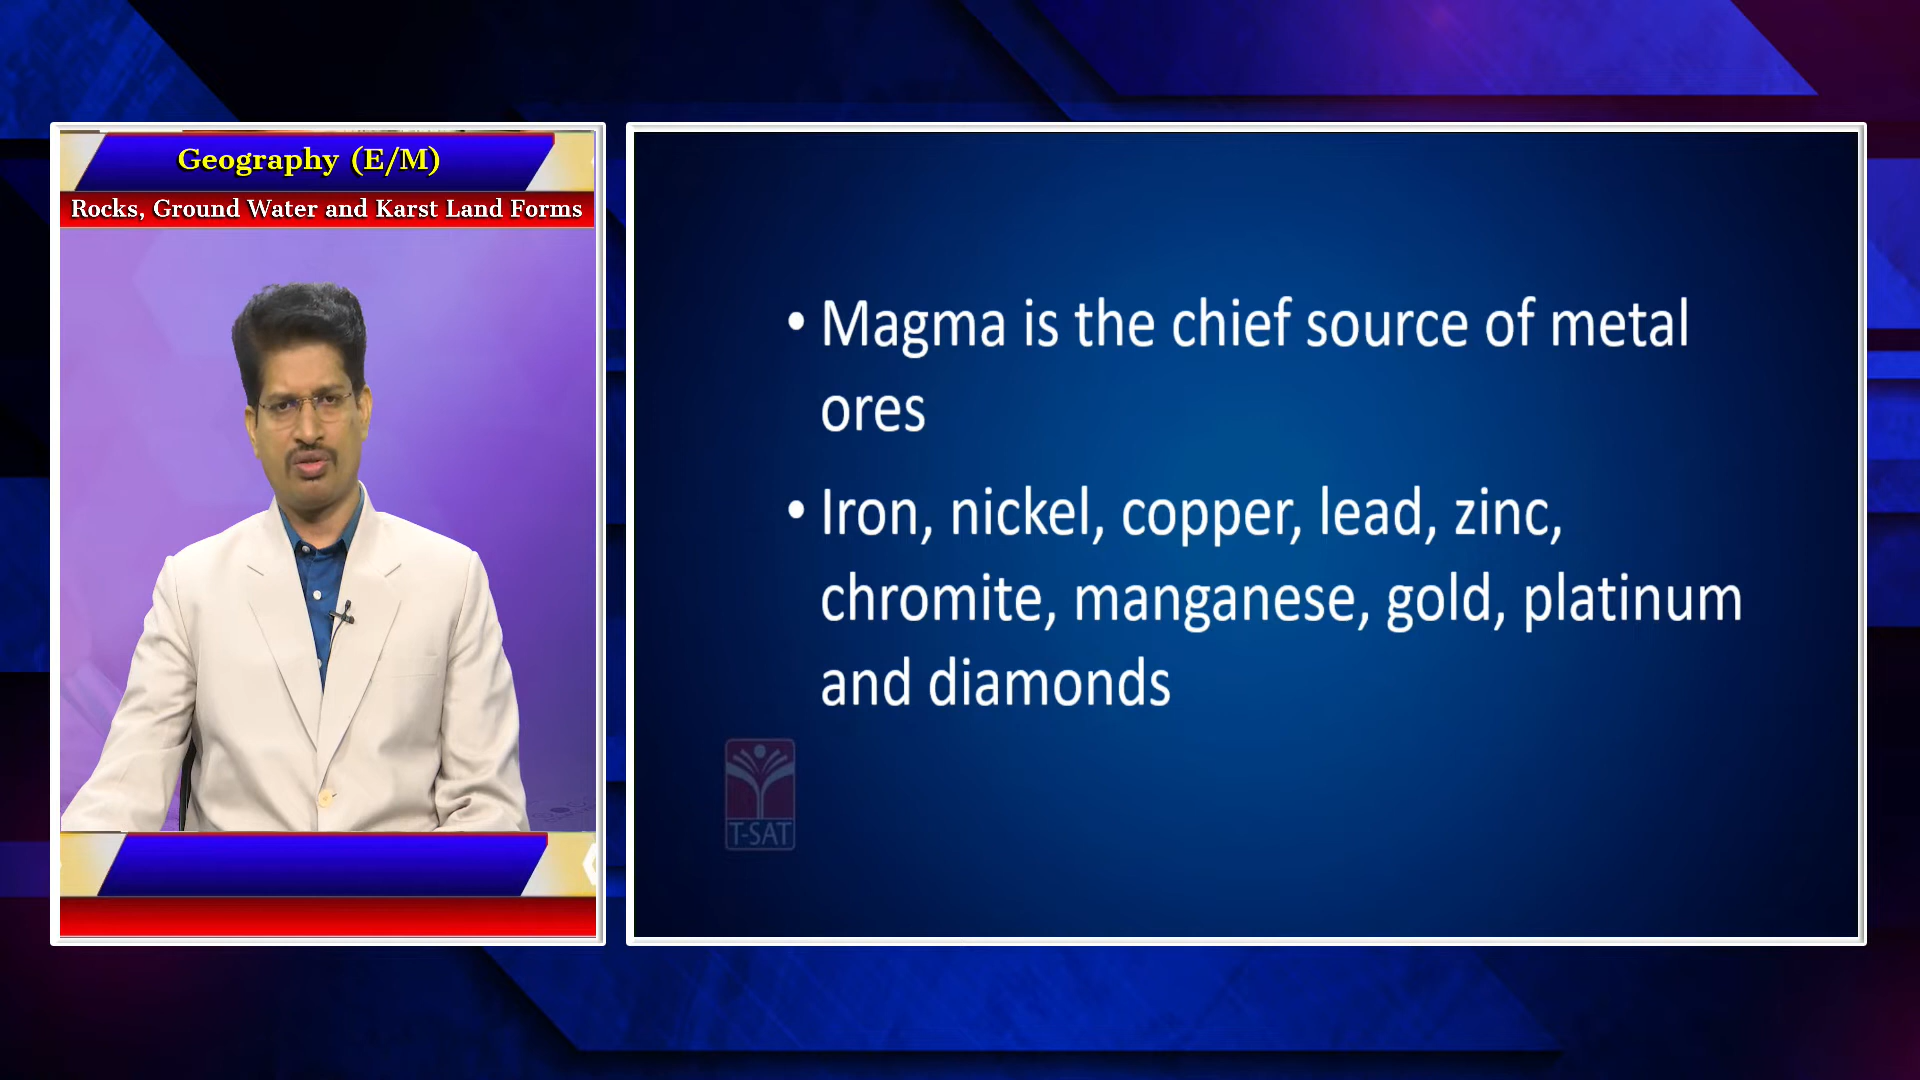 Geography (E/M)
Rocks, Ground Water and Karst Land Forms
• Magma is the chief source of metal
ores
• Iron, nickel, copper, lead, zinc,
chromite, manganese, gold, platinum
and diamonds
T-SAT